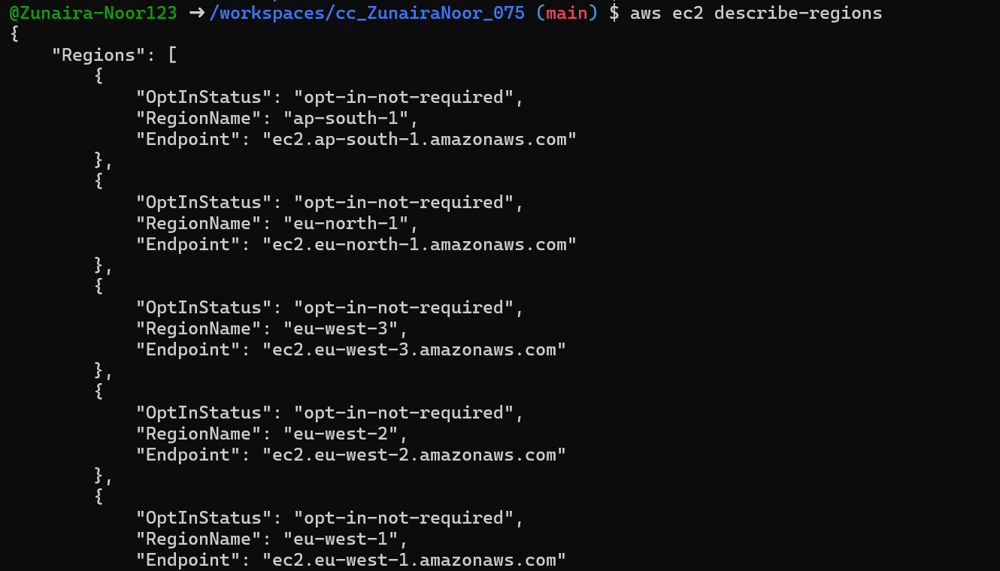 @Zunaira-Noor123 ➜ /workspaces/cc_ZunairaNoor_075 (main) $ aws ec2 describe-regions
{
    "Regions": [
        {
            "OptInStatus": "opt-in-not-required",
            "RegionName": "ap-south-1",
            "Endpoint": "ec2.ap-south-1.amazonaws.com"
        },
        {
            "OptInStatus": "opt-in-not-required",
            "RegionName": "eu-north-1",
            "Endpoint": "ec2.eu-north-1.amazonaws.com"
        },
        {
            "OptInStatus": "opt-in-not-required",
            "RegionName": "eu-west-3",
            "Endpoint": "ec2.eu-west-3.amazonaws.com"
        },
        {
            "OptInStatus": "opt-in-not-required",
            "RegionName": "eu-west-2",
            "Endpoint": "ec2.eu-west-2.amazonaws.com"
        },
        {
            "OptInStatus": "opt-in-not-required",
            "RegionName": "eu-west-1",
            "Endpoint": "ec2.eu-west-1.amazonaws.com"